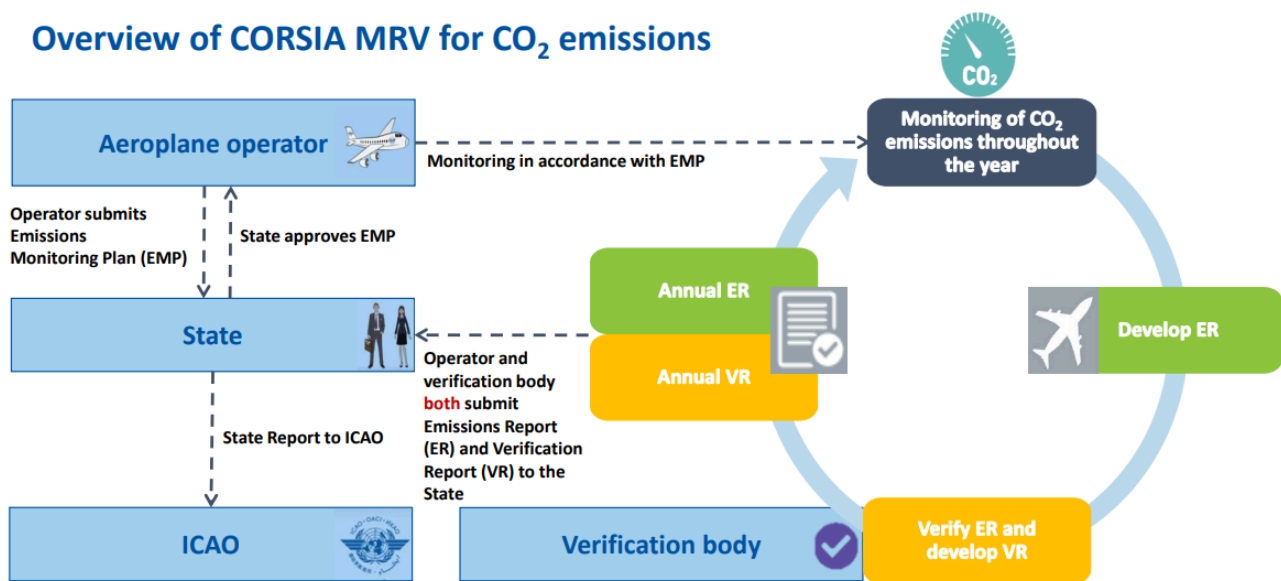 Overview of CORSIA MRV for CO₂ emissions
CO₂
Aeroplane operator
Monitoring in accordance with EMP
Monitoring of CO₂
emissions throughout
the year
Operator submits
Emissions
Monitoring Plan (EMP)
State approves EMP
Annual ER
Develop ER
State
Annual VR
Operator and
verification body
both submit
Emissions Report
(ER) and Verification
Report (VR) to the
State
State Report to ICAO
ICAO
Verification body
Verify ER and
develop VR